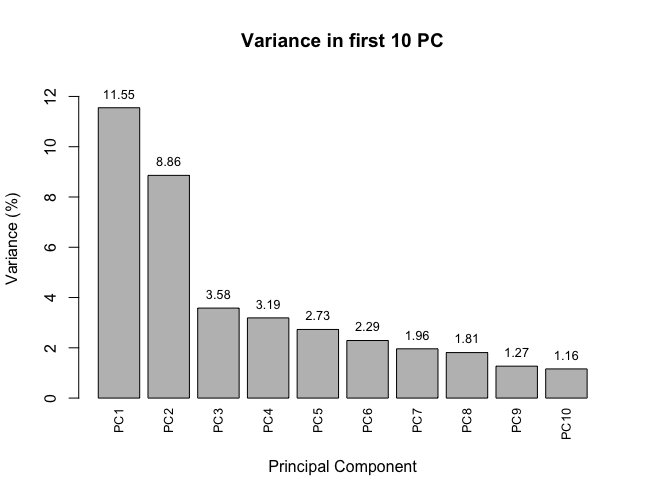 Variance in first 10 PC
Variance (%)
12
10
8
6
4
2
0
11.55
8.86
3.58
3.19
2.73
2.29
1.96
1.81
1.27
1.16
PC1
PC2
PC3
PC4
PC5
PC6
PC7
PC8
PC9
PC10
Principal Component